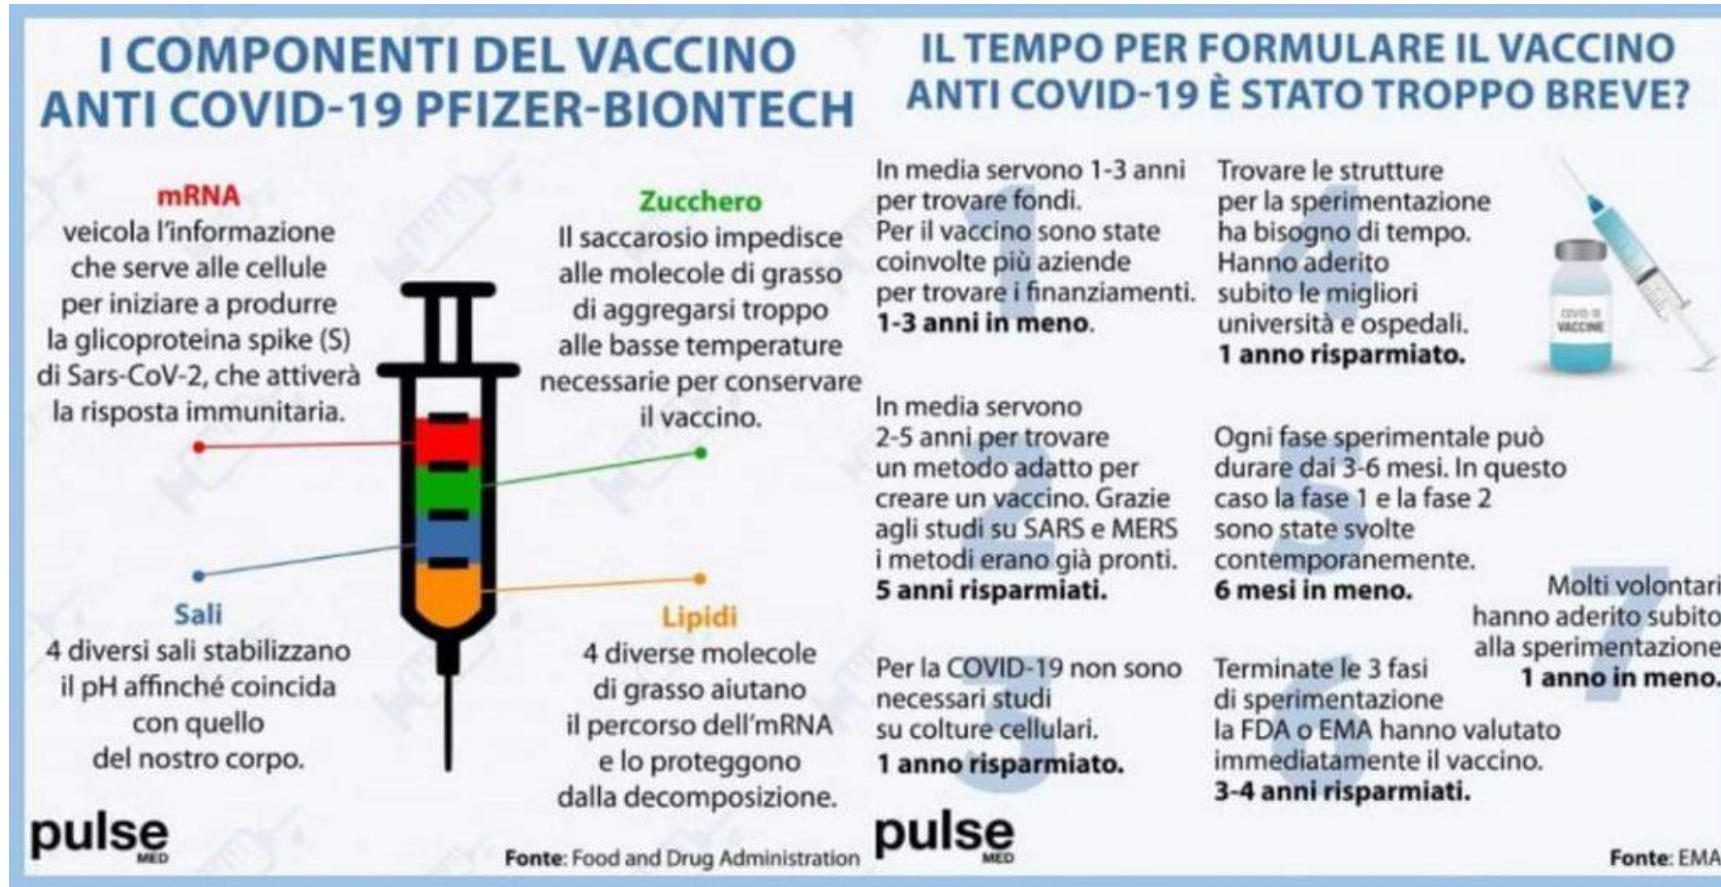 I COMPONENTI DEL VACCINO
ANTI COVID-19 PFIZER-BIONTECH
mRNA
veicola l'informazione
che serve alle cellule
per iniziare a produrre
la glicoproteina spike (S)
di Sars-CoV-2, che attiverà
la risposta immunitaria.
Zucchero
Il saccarosio impedisce
alle molecole di grasso
di aggregarsi troppo
alle basse temperature
necessarie per conservare
il vaccino.
Sali
4 diversi sali stabilizzano
il pH affinché coincida
con quello
del nostro corpo.
Lipidi
4 diverse molecole
di grasso aiutano
il percorso dell'mRNA
e lo proteggono
dalla decomposizione.
pulse
MED
Fonte: Food and Drug Administration
IL TEMPO PER FORMULARE IL VACCINO
ANTI COVID-19 È STATO TROPPO BREVE?
1
In media servono 1-3 anni
per trovare fondi.
Per il vaccino sono state
coinvolte più aziende
per trovare i finanziamenti.
1-3 anni in meno.
2
In media servono
2-5 anni per trovare
un metodo adatto per
creare un vaccino. Grazie
agli studi su SARS e MERS
i metodi erano già pronti.
5 anni risparmiati.
3
Per la COVID-19 non sono
necessari studi
su colture cellulari.
1 anno risparmiato.
4
Trovare le strutture
per la sperimentazione
ha bisogno di tempo.
Hanno aderito
subito le migliori
università e ospedali.
1 anno risparmiato.
COVID-19
VACCINE
5
Ogni fase sperimentale può
durare dai 3-6 mesi. In questo
caso la fase 1 e la fase 2
sono state svolte
contemporanemente.
6 mesi in meno.
6
Terminate le 3 fasi
di sperimentazione
la FDA o EMA hanno valutato
immediatamente il vaccino.
3-4 anni risparmiati.
7
Molti volontari
hanno aderito subito
alla sperimentazione
1 anno in meno.
pulse
MED
Fonte: EMA